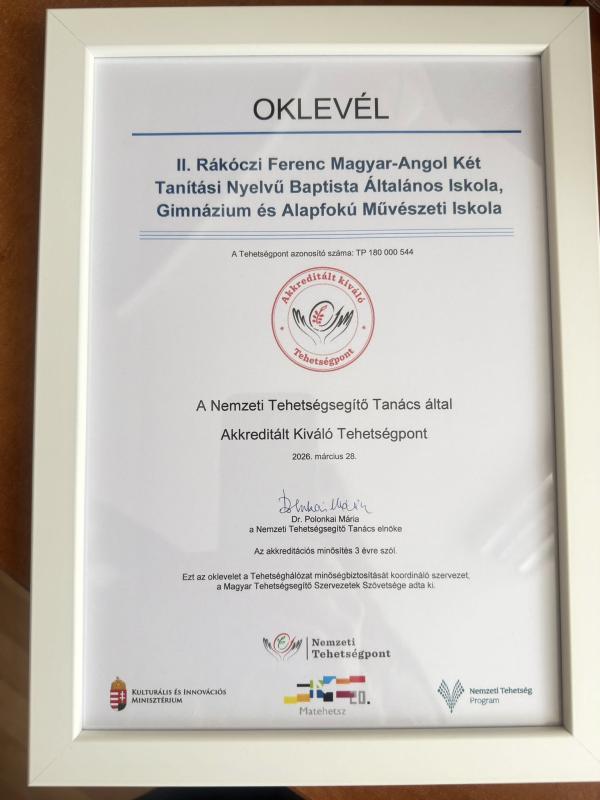 OKLEVÉL
II. Rákóczi Ferenc Magyar-Angol Két
Tanítási Nyelvű Baptista Általános Iskola,
Gimnázium és Alapfokú Művészeti Iskola
A Tehetségpont azonosító száma: TP 180 000 544
Akkreditált kiváló
Tehetségpont
A Nemzeti Tehetségsegítő Tanács által
Akkreditált Kiváló Tehetségpont
2026. március 28.
Polonkai Mária
Dr. Polonkai Mária
a Nemzeti Tehetségsegítő Tanács elnöke
Az akkreditációs minősítés 3 évre szól.
Ezt az oklevelet a Tehetséghálózat minőségbiztosítását koordináló szervezet,
a Magyar Tehetségsegítő Szervezetek Szövetsége adta ki.
Nemzeti
Tehetségpont
KULTURÁLIS ÉS INNOVÁCIÓS
MINISZTÉRIUM
20.
Matehetsz
Nemzeti Tehetség
Program